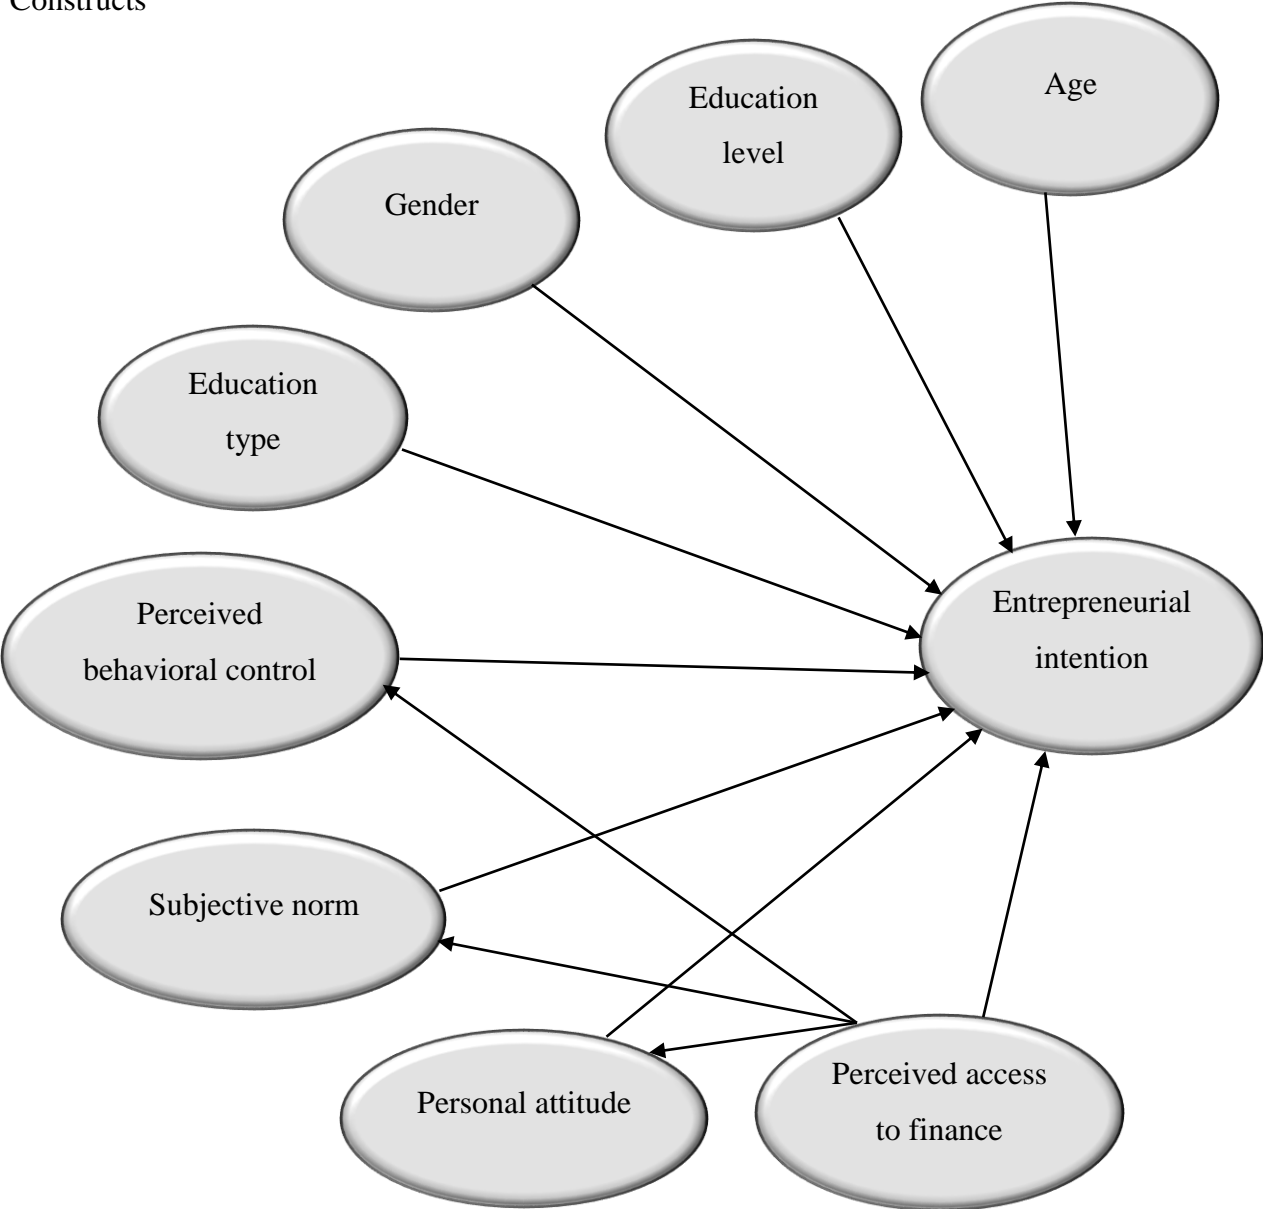 Constructs
Age
Education
level
Gender
Education
type
Entrepreneurial
intention
Perceived
behavioral control
Subjective norm
Personal attitude
Perceived access
to finance